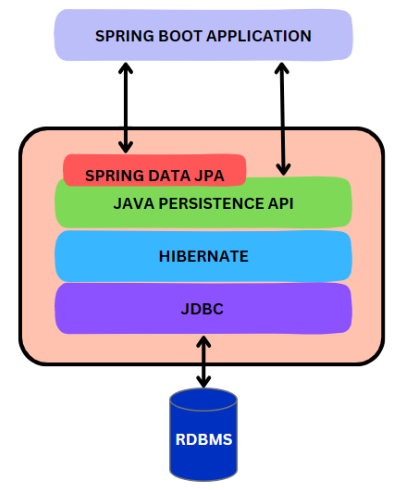 SPRING BOOT APPLICATION
SPRING DATA JPA
JAVA PERSISTENCE API
HIBERNATE
JDBC
RDBMS